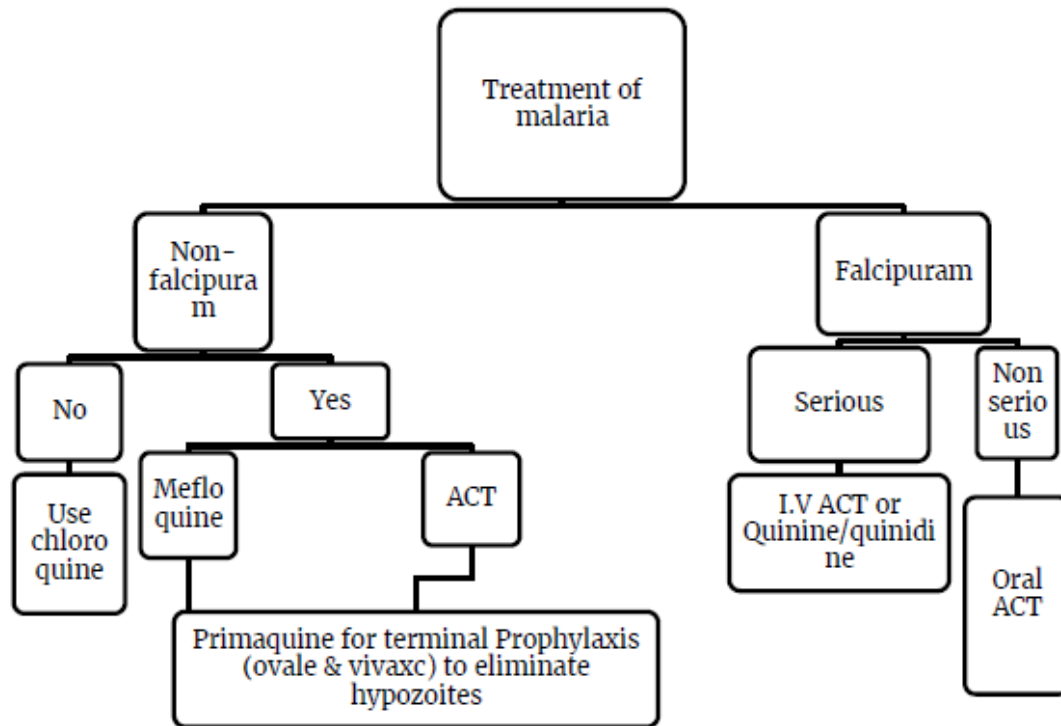 Treatment of
malaria
Non-
falcipura
m
Falcipuram
No
Yes
Serious
Non
serio
us
Use
chloro
quine
Meflo
quine
ACT
I.V ACT or
Quinine/quinidi
ne
Oral
ACT
Primaquine for terminal Prophylaxis
(ovale & vivaxc) to eliminate
hypozoites